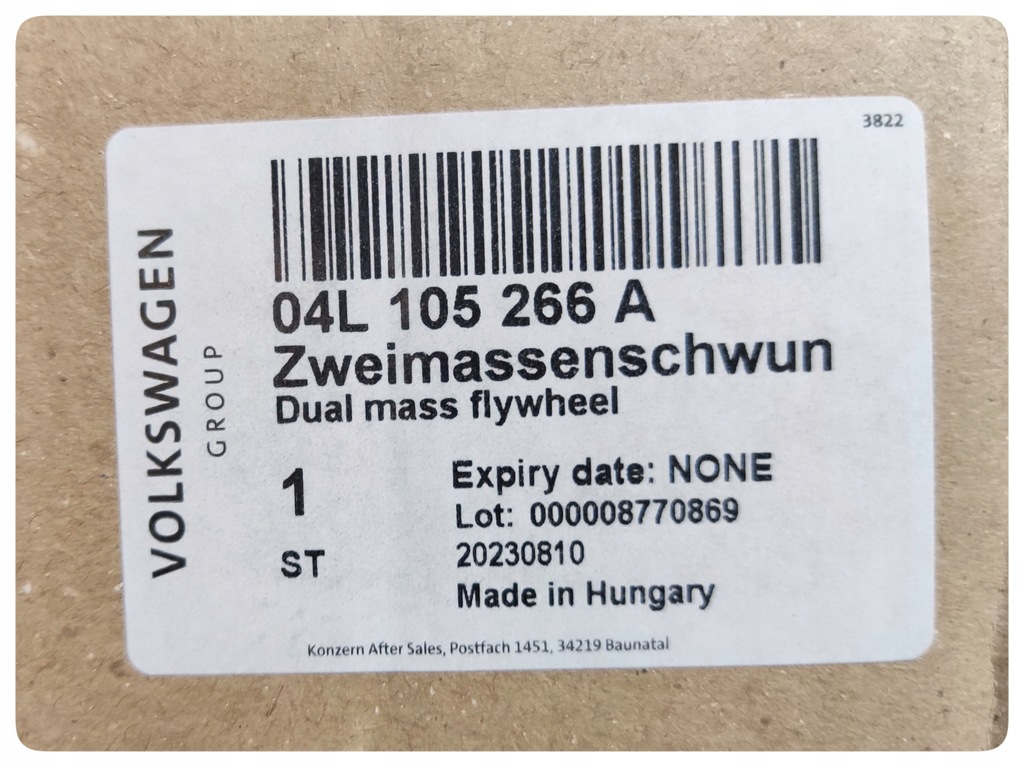 3822
VOLKSWAGEN
GROUP
04L 105 266 A
Zweimassenschwun
Dual mass flywheel
1
ST
Expiry date: NONE
Lot: 000008770869
20230810
Made in Hungary
Konzern After Sales, Postfach 1451, 34219 Baunatal